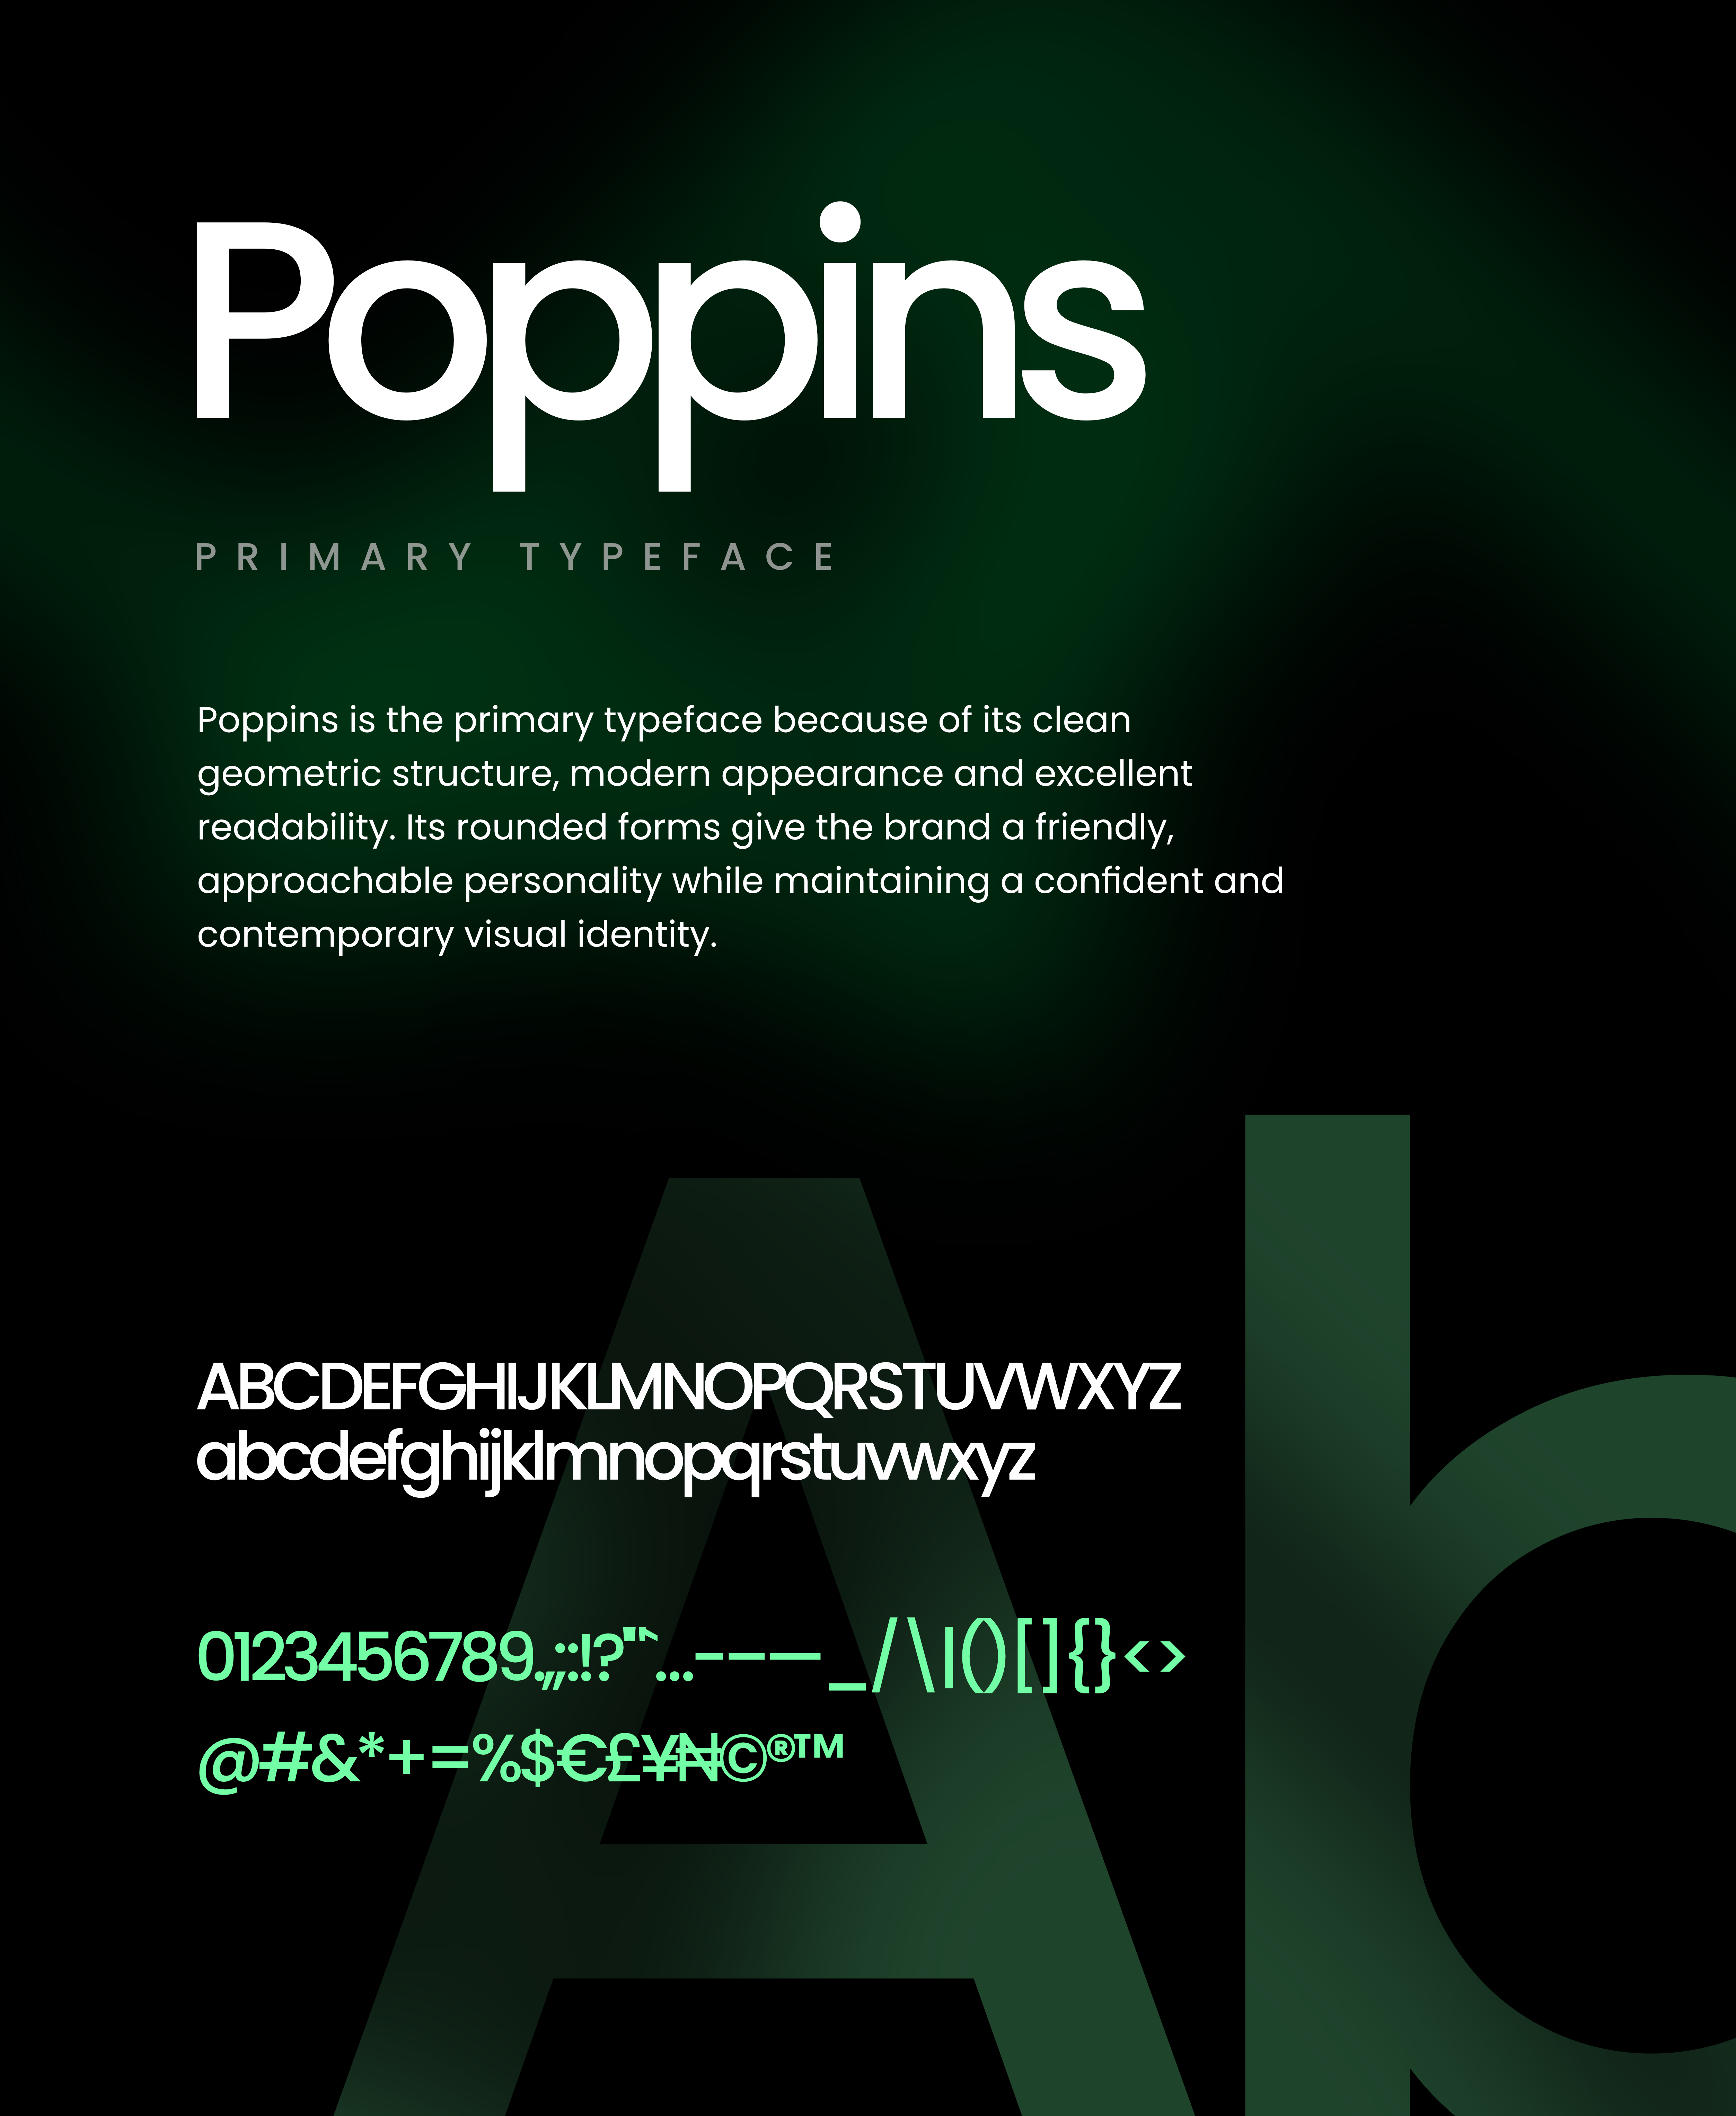 Poppins
PRIMARY TYPEFACE
Poppins is the primary typeface because of its clean
geometric structure, modern appearance and excellent
readability. Its rounded forms give the brand a friendly,
approachable personality while maintaining a confident and
contemporary visual identity.
Ab
ABCDEFGHIJKLMNOPQRSTUVWXYZ
abcdefghijklmnopqrstuvwxyz
0123456789.,;:!?"'`…-–—_/\|()[]{}<>
@#&*+=%$€£¥₦©®™